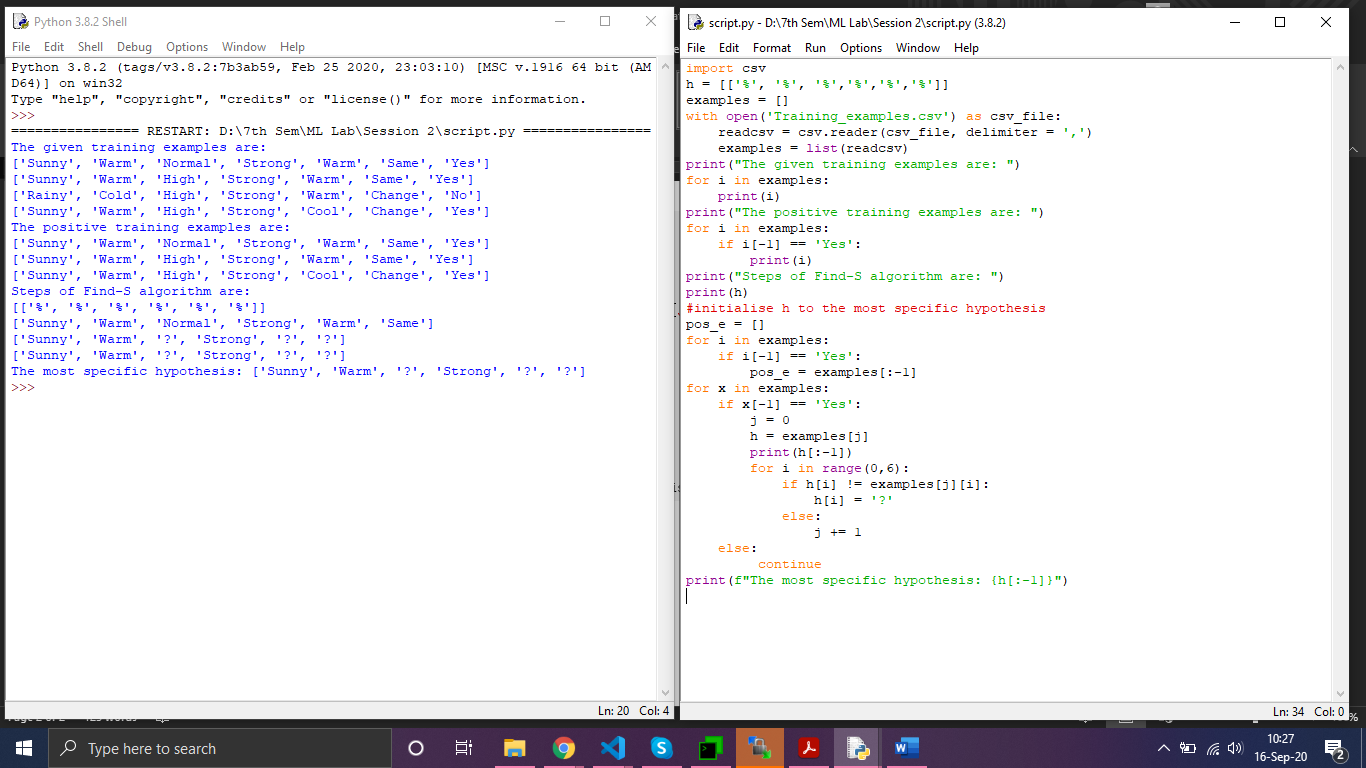 Python 3.8.2 Shell
File Edit Shell Debug Options Window Help
Python 3.8.2 (tags/v3.8.2:7b3ab59, Feb 25 2020, 23:03:10) [MSC v.1916 64 bit (AM
D64)] on win32
Type "help", "copyright", "credits" or "license()" for more information.
>>>
================ RESTART: D:\7th Sem\ML Lab\Session 2\script.py ================
The given training examples are:
['Sunny', 'Warm', 'Normal', 'Strong', 'Warm', 'Same', 'Yes']
['Sunny', 'Warm', 'High', 'Strong', 'Warm', 'Same', 'Yes']
['Rainy', 'Cold', 'High', 'Strong', 'Warm', 'Change', 'No']
['Sunny', 'Warm', 'High', 'Strong', 'Cool', 'Change', 'Yes']
The positive training examples are:
['Sunny', 'Warm', 'Normal', 'Strong', 'Warm', 'Same', 'Yes']
['Sunny', 'Warm', 'High', 'Strong', 'Warm', 'Same', 'Yes']
['Sunny', 'Warm', 'High', 'Strong', 'Cool', 'Change', 'Yes']
Steps of Find-S algorithm are:
[['%', '%', '%', '%', '%', '%']]
['Sunny', 'Warm', 'Normal', 'Strong', 'Warm', 'Same']
['Sunny', 'Warm', '?', 'Strong', '?', '?']
['Sunny', 'Warm', '?', 'Strong', '?', '?']
The most specific hypothesis: ['Sunny', 'Warm', '?', 'Strong', '?', '?']
>>>
Ln: 20 Col: 4
script.py - D:\7th Sem\ML Lab\Session 2\script.py (3.8.2)
File Edit Format Run Options Window Help
import csv
h = [['%', '%', '%','%','%','%']]
examples = []
with open('Training_examples.csv') as csv_file:
    readcsv = csv.reader(csv_file, delimiter = ',')
    examples = list(readcsv)
print("The given training examples are: ")
for i in examples:
    print(i)
print("The positive training examples are: ")
for i in examples:
    if i[-1] == 'Yes':
        print(i)
print("Steps of Find-S algorithm are: ")
print(h)
#initialise h to the most specific hypothesis
pos_e = []
for i in examples:
    if i[-1] == 'Yes':
        pos_e = examples[:-1]
for x in examples:
    if x[-1] == 'Yes':
        j = 0
        h = examples[j]
        print(h[:-1])
        for i in range(0,6):
            if h[i] != examples[j][i]:
                h[i] = '?'
            else:
                j += 1
    else:
         continue
print(f"The most specific hypothesis: {h[:-1]}")
Ln: 34 Col: 0
Type here to search
10:27
16-Sep-20
2